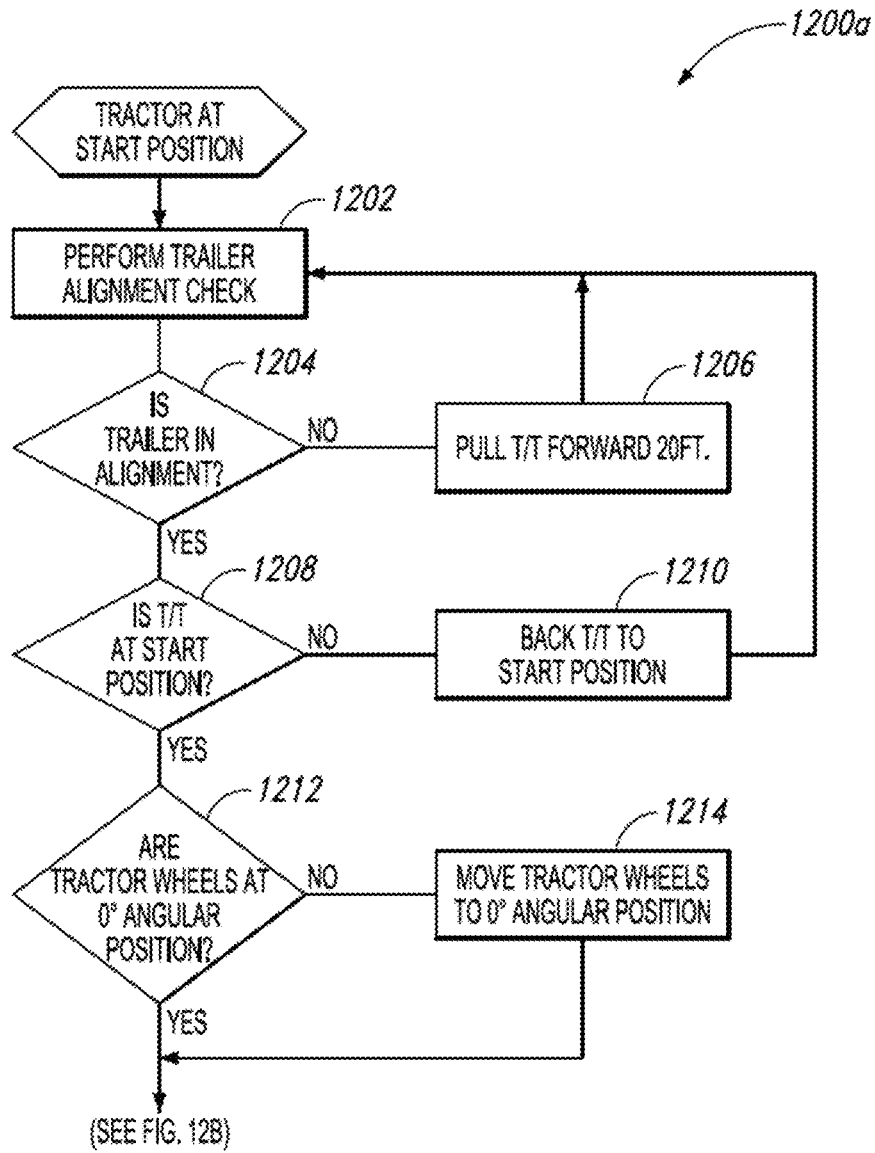 1200a
TRACTOR AT
START POSITION
1202
PERFORM TRAILER
ALIGNMENT CHECK
1204
IS
TRAILER IN
ALIGNMENT?
NO
1206
PULL T/T FORWARD 20FT.
YES
1208
IS T/T
AT START
POSITION?
NO
1210
BACK T/T TO
START POSITION
YES
1212
ARE
TRACTOR WHEELS AT
0° ANGULAR
POSITION?
NO
1214
MOVE TRACTOR WHEELS
TO 0° ANGULAR POSITION
YES
(SEE FIG. 12B)